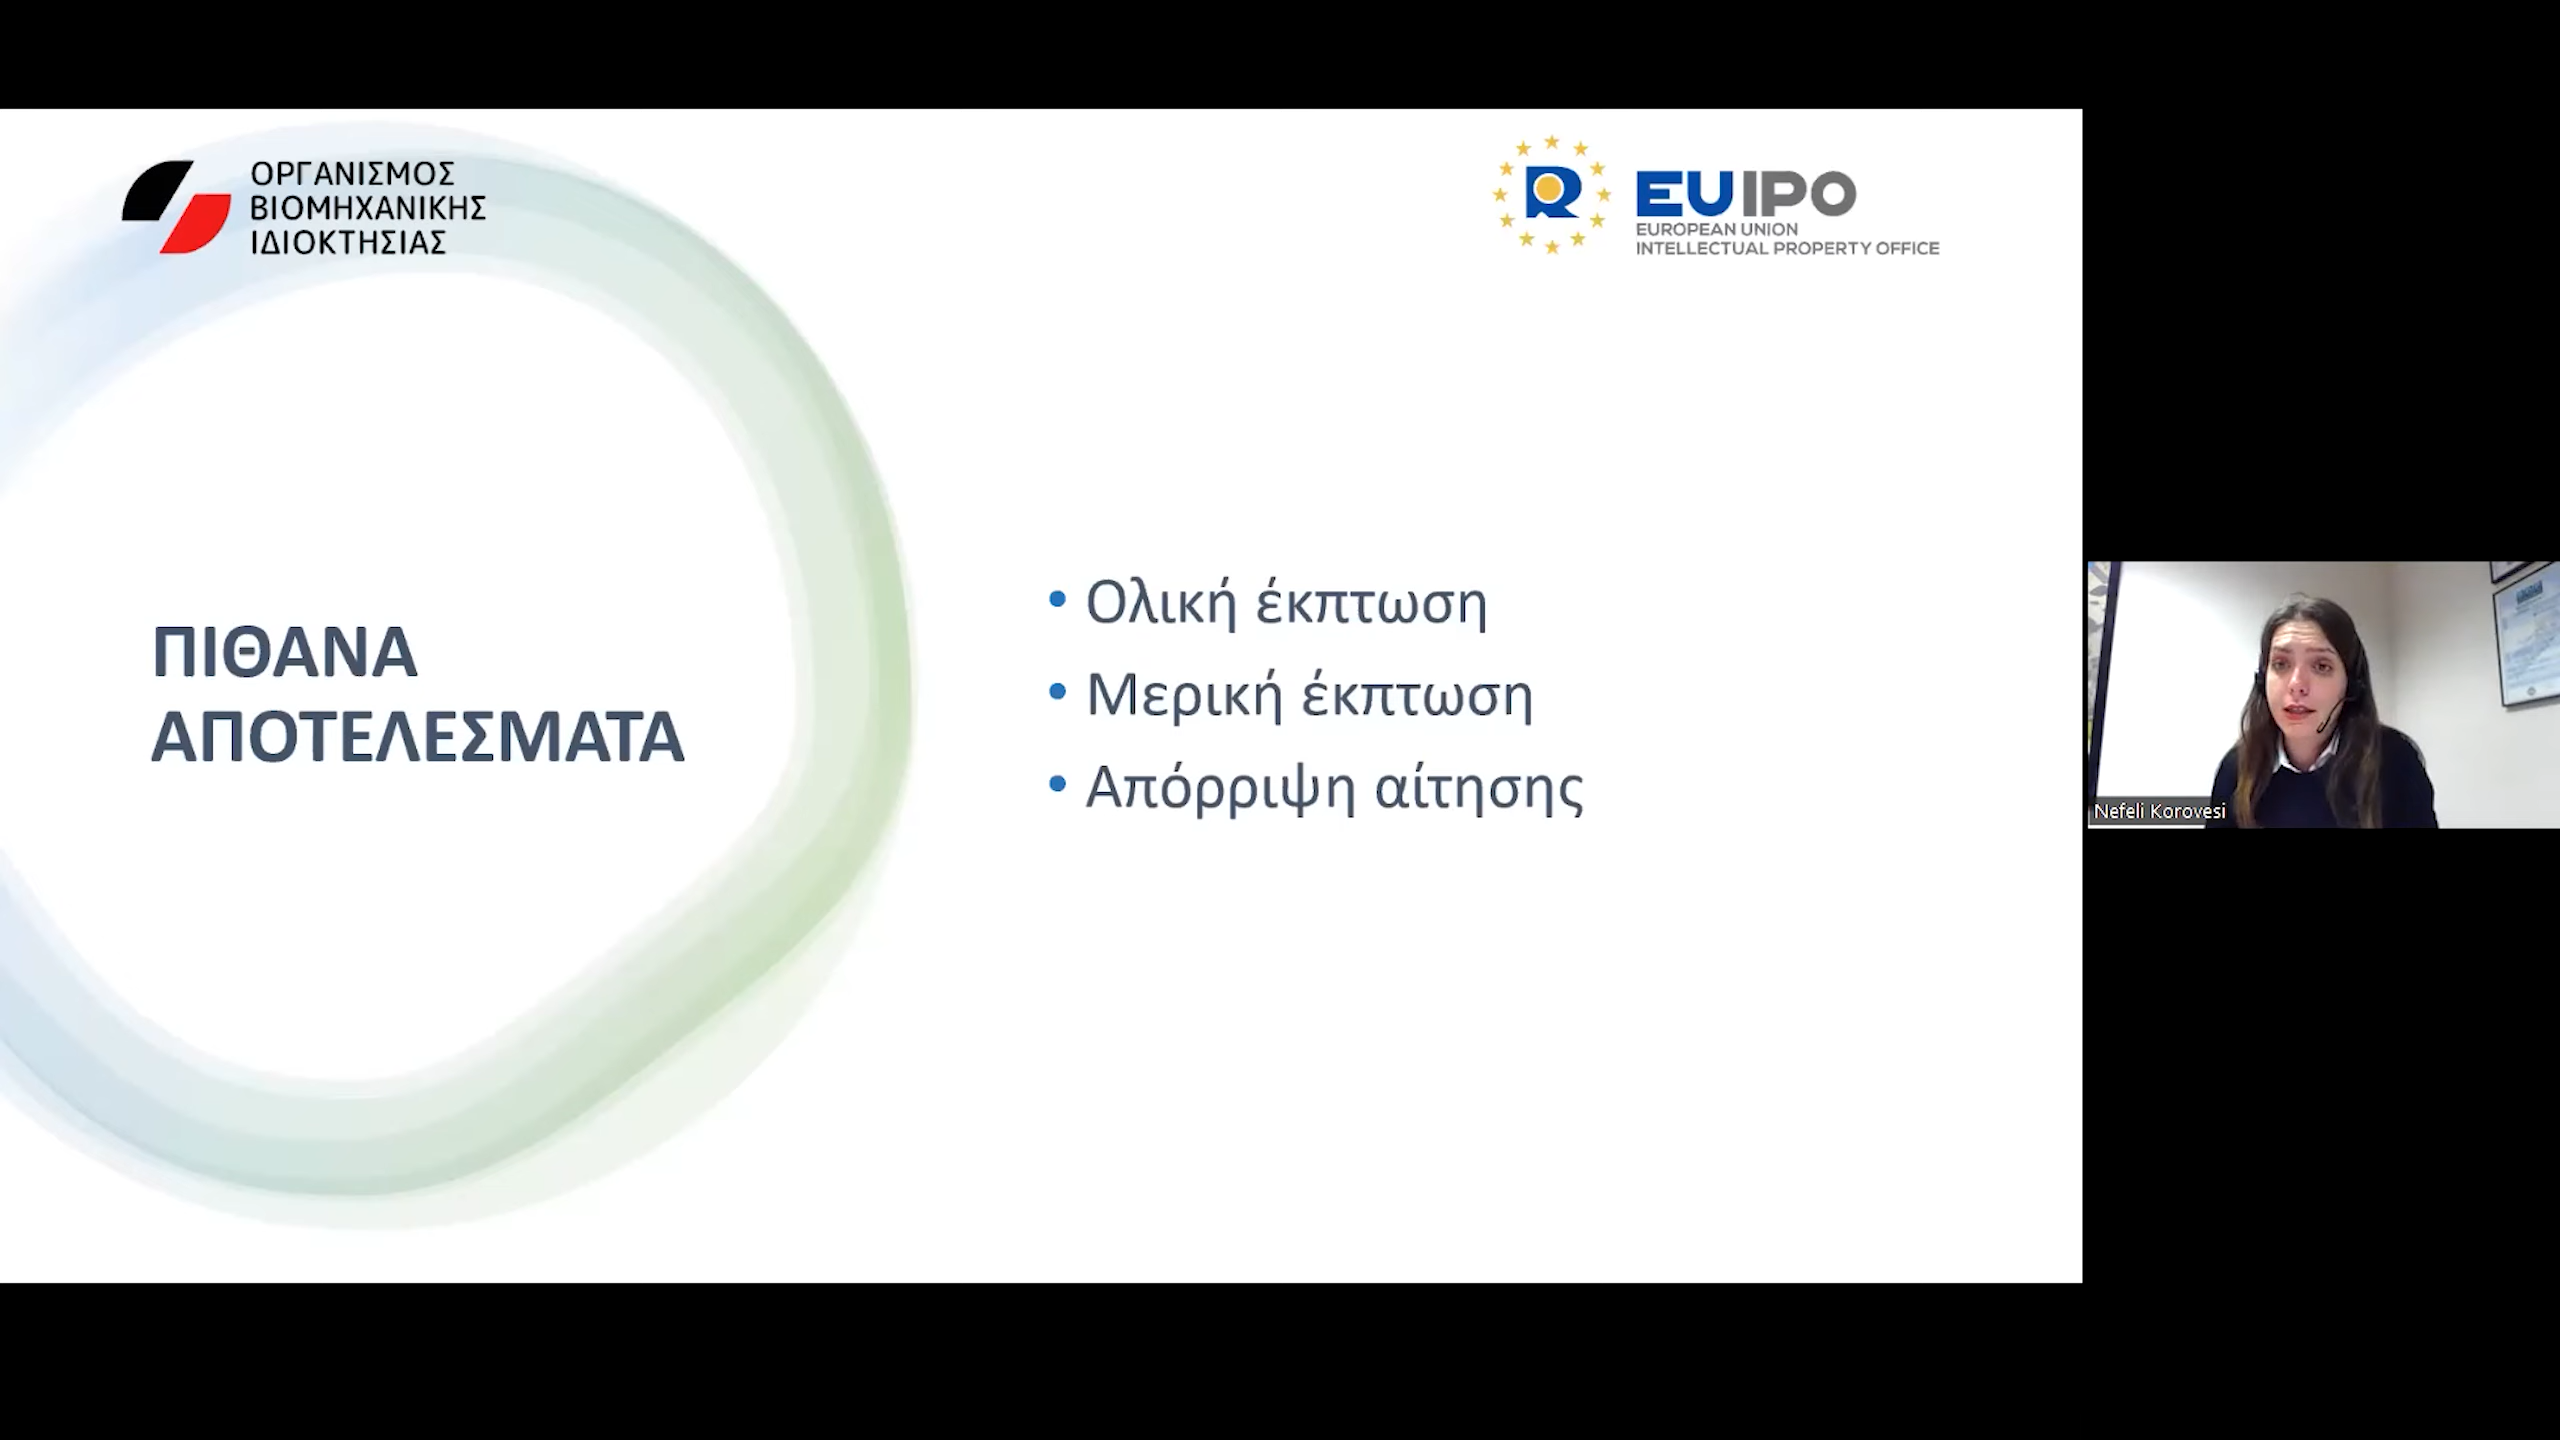 ΟΡΓΑΝΙΣΜΟΣ
ΒΙΟΜΗΧΑΝΙΚΗΣ
ΙΔΙΟΚΤΗΣΙΑΣ
EUIPO
EUROPEAN UNION
INTELLECTUAL PROPERTY OFFICE
ΠΙΘΑΝΑ
ΑΠΟΤΕΛΕΣΜΑΤΑ
• Ολική έκπτωση
• Μερική έκπτωση
• Απόρριψη αίτησης
Nefeli Korovesi